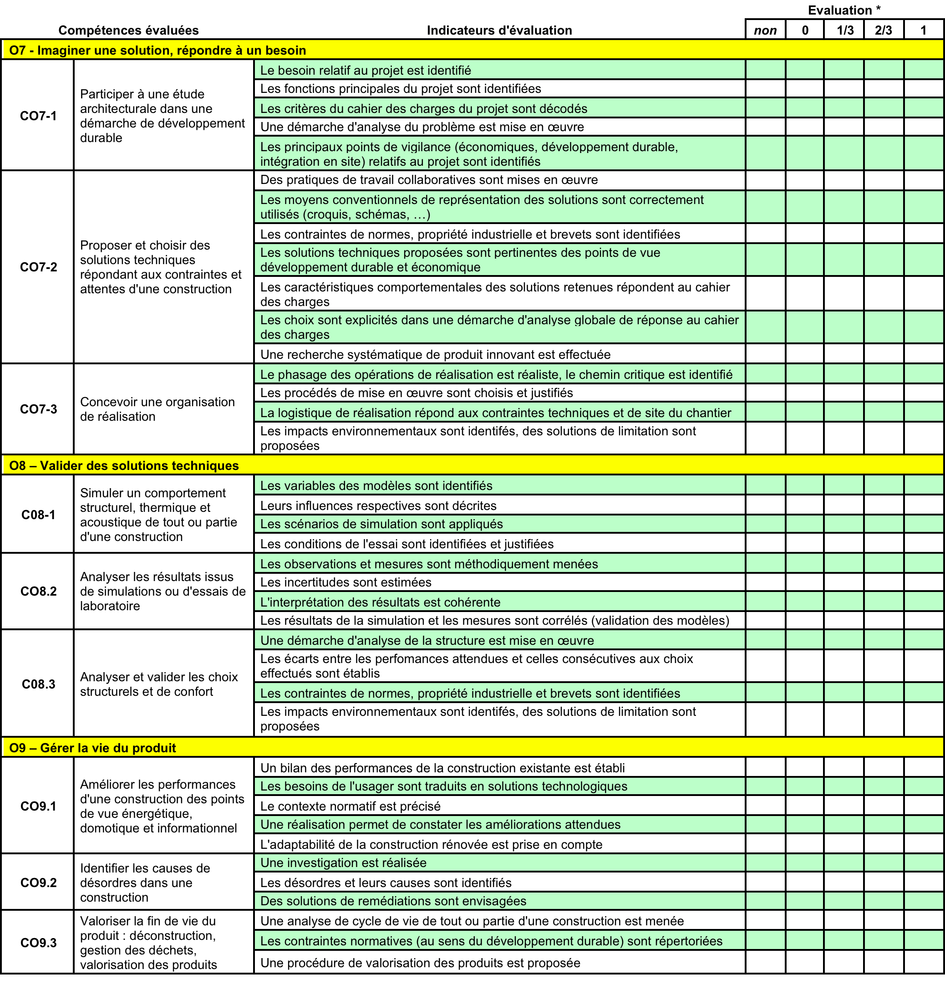 Evaluation *
Compétences évaluées
Indicateurs d'évaluation
non 0 1/3 2/3 1
O7 - Imaginer une solution, répondre à un besoin
CO7-1
Participer à une étude
architecturale dans une
démarche de développement
durable
Le besoin relatif au projet est identifié
Les fonctions principales du projet sont identifiées
Les critères du cahier des charges du projet sont décodés
Une démarche d'analyse du problème est mise en œuvre
Les principaux points de vigilance (économiques, développement durable,
intégration en site) relatifs au projet sont identifiés
CO7-2
Proposer et choisir des
solutions techniques
répondant aux contraintes et
attentes d'une construction
Des pratiques de travail collaboratives sont mises en œuvre
Les moyens conventionnels de représentation des solutions sont correctement
utilisés (croquis, schémas, …)
Les contraintes de normes, propriété industrielle et brevets sont identifiées
Les solutions techniques proposées sont pertinentes des points de vue
développement durable et économique
Les caractéristiques comportementales des solutions retenues répondent au cahier
des charges
Les choix sont explicités dans une démarche d'analyse globale de réponse au cahier
des charges
Une recherche systématique de produit innovant est effectuée
CO7-3
Concevoir une organisation
de réalisation
Le phasage des opérations de réalisation est réaliste, le chemin critique est identifié
Les procédés de mise en œuvre sont choisis et justifiés
La logistique de réalisation répond aux contraintes techniques et de site du chantier
Les impacts environnementaux sont identifés, des solutions de limitation sont
proposées
O8 – Valider des solutions techniques
C08-1
Simuler un comportement
structurel, thermique et
acoustique de tout ou partie
d'une construction
Les variables des modèles sont identifiés
Leurs influences respectives sont décrites
Les scénarios de simulation sont appliqués
Les conditions de l'essai sont identifiées et justifiées
CO8.2
Analyser les résultats issus
de simulations ou d'essais de
laboratoire
Les observations et mesures sont méthodiquement menées
Les incertitudes sont estimées
L'interprétation des résultats est cohérente
Les résultats de la simulation et les mesures sont corrélés (validation des modèles)
C08.3
Analyser et valider les choix
structurels et de confort
Une démarche d'analyse de la structure est mise en œuvre
Les écarts entre les perfomances attendues et celles consécutives aux choix
effectués sont établis
Les contraintes de normes, propriété industrielle et brevets sont identifiées
Les impacts environnementaux sont identifés, des solutions de limitation sont
proposées
O9 – Gérer la vie du produit
CO9.1
Améliorer les performances
d'une construction des points
de vue énergétique,
domotique et informationnel
Un bilan des performances de la construction existante est établi
Les besoins de l'usager sont traduits en solutions technologiques
Le contexte normatif est précisé
Une réalisation permet de constater les améliorations attendues
L'adaptabilité de la construction rénovée est prise en compte
CO9.2
Identifier les causes de
désordres dans une
construction
Une investigation est réalisée
Les désordres et leurs causes sont identifiés
Des solutions de remédiations sont envisagées
CO9.3
Valoriser la fin de vie du
produit : déconstruction,
gestion des déchets,
valorisation des produits
Une analyse de cycle de vie de tout ou partie d'une construction est menée
Les contraintes normatives (au sens du développement durable) sont répertoriées
Une procédure de valorisation des produits est proposée